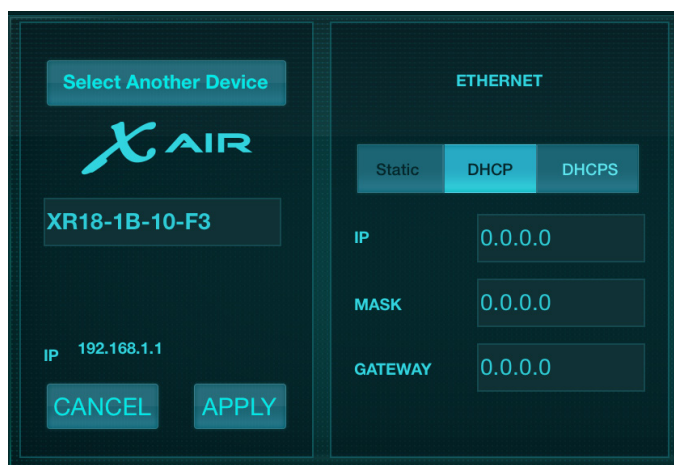 Select Another Device
X AIR
XR18-1B-10-F3
IP 192.168.1.1
CANCEL APPLY
ETHERNET
Static DHCP DHCPS
IP 0.0.0.0
MASK 0.0.0.0
GATEWAY 0.0.0.0